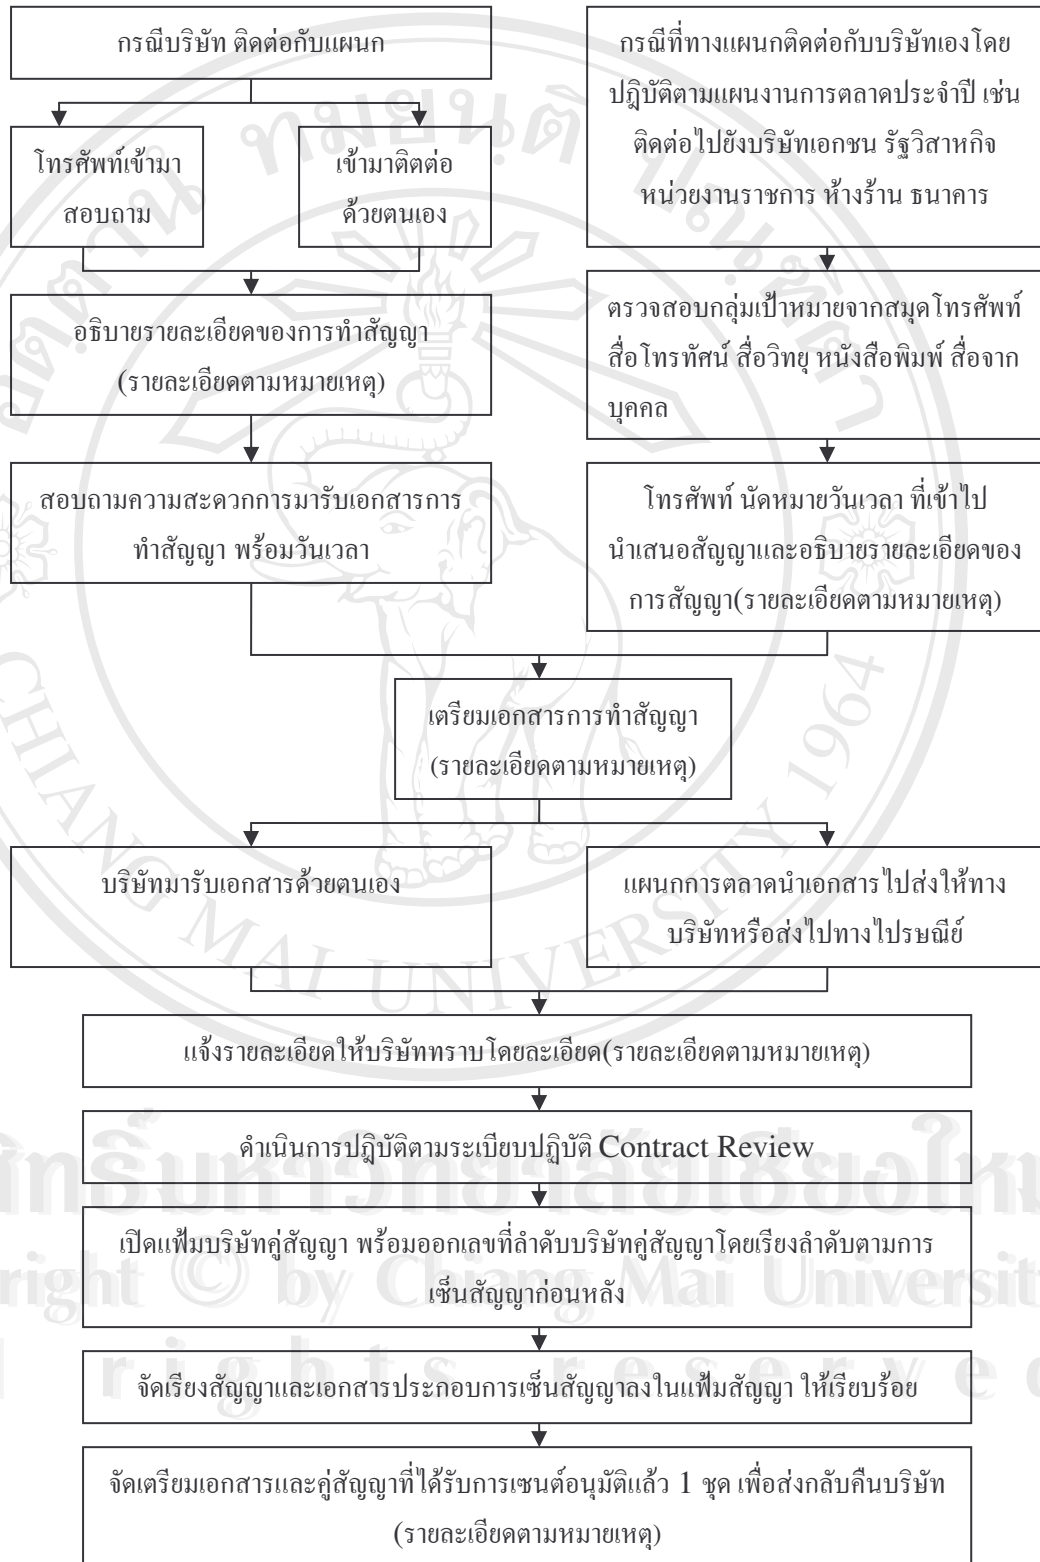 กรณีบริษัท ติดต่อกับแผนก
โทรศัพท์เข้ามา
สอบถาม
เข้ามาติตต่อ
ด้วยตนเอง
อธิบายรายละเอียดของการทำสัญญา
(รายละเอียดตามหมายเหตุ)
สอบถามความสะดวกการมารับเอกสารการ
ทำสัญญา พร้อมวันเวลา
กรณีที่ทางแผนกติดต่อกับบริษัทเองโดย
ปฎิบัติตามแผนงานการตลาดประจำปี เช่น
ติดต่อไปยังบริษัทเอกชน รัฐวิสาหกิจ
หน่วยงานราชการ ห้างร้าน ธนาคาร
ตรวจสอบกลุ่มเป้าหมายจากสมุดโทรศัพท์
สื่อโทรทัศน์ สื่อวิทยุ หนังสือพิมพ์ สื่อจาก
บุคคล
โทรศัพท์ นัดหมายวันเวลา ที่เข้าไป
นำเสนอสัญญาและอธิบายรายละเอียดของ
การสัญญา(รายละเอียดตามหมายเหตุ)
เตรียมเอกสารการทำสัญญา
(รายละเอียดตามหมายเหตุ)
บริษัทมารับเอกสารด้วยตนเอง
แผนกการตลาดนำเอกสารไปส่งให้ทาง
บริษัทหรือส่งไปทางไปรษณีย์
แจ้งรายละเอียดให้บริษัททราบโดยละเอียด(รายละเอียดตามหมายเหตุ)
ดำเนินการปฎิบัติตามระเบียบปฏิบัติ Contract Review
เปิดแฟ้มบริษัทคู่สัญญา พร้อมออกเลขที่ลำดับบริษัทคู่สัญญาโดยเรียงลำดับตามการ
เซ็นสัญญาก่อนหลัง
จัดเรียงสัญญาและเอกสารประกอบการเซ็นสัญญาลงในแฟ้มสัญญา ให้เรียบร้อย
จัดเตรียมเอกสารและคู่สัญญาที่ได้รับการเซนต์อนุมัติแล้ว 1 ชุด เพื่อส่งกลับคืนบริษัท
(รายละเอียดตามหมายเหตุ)
CHIANG MAI UNIVERSITY 1964
by Chiang Mai
rights reserved